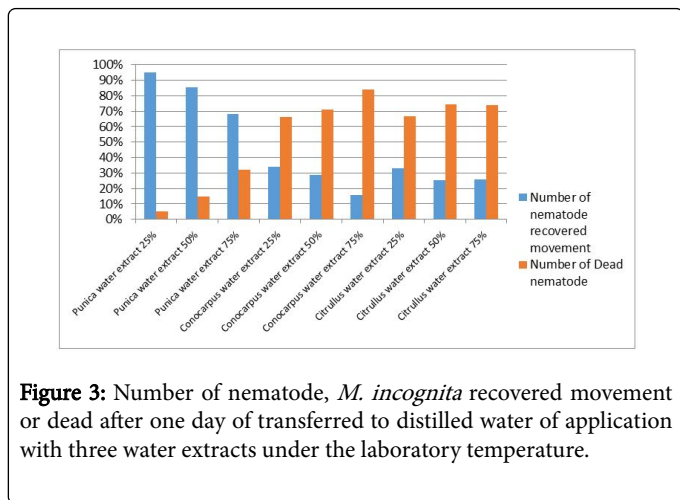 100%
90%
80%
70%
60%
50%
40%
30%
20%
10%
0%
Punica water extract 25%
Punica water extract 50%
Punica water extract 75%
Conocarpus water extract 25%
Conocarpus water extract 50%
Conocarpus water extract 75%
Citrullus water extract 25%
Citrullus water extract 50%
Citrullus water extract 75%
Number of
nematode
recovered
movement
Number of Dead
nematode
Figure 3: Number of nematode, M. incognita recovered movement
or dead after one day of transferred to distilled water of application
with three water extracts under the laboratory temperature.